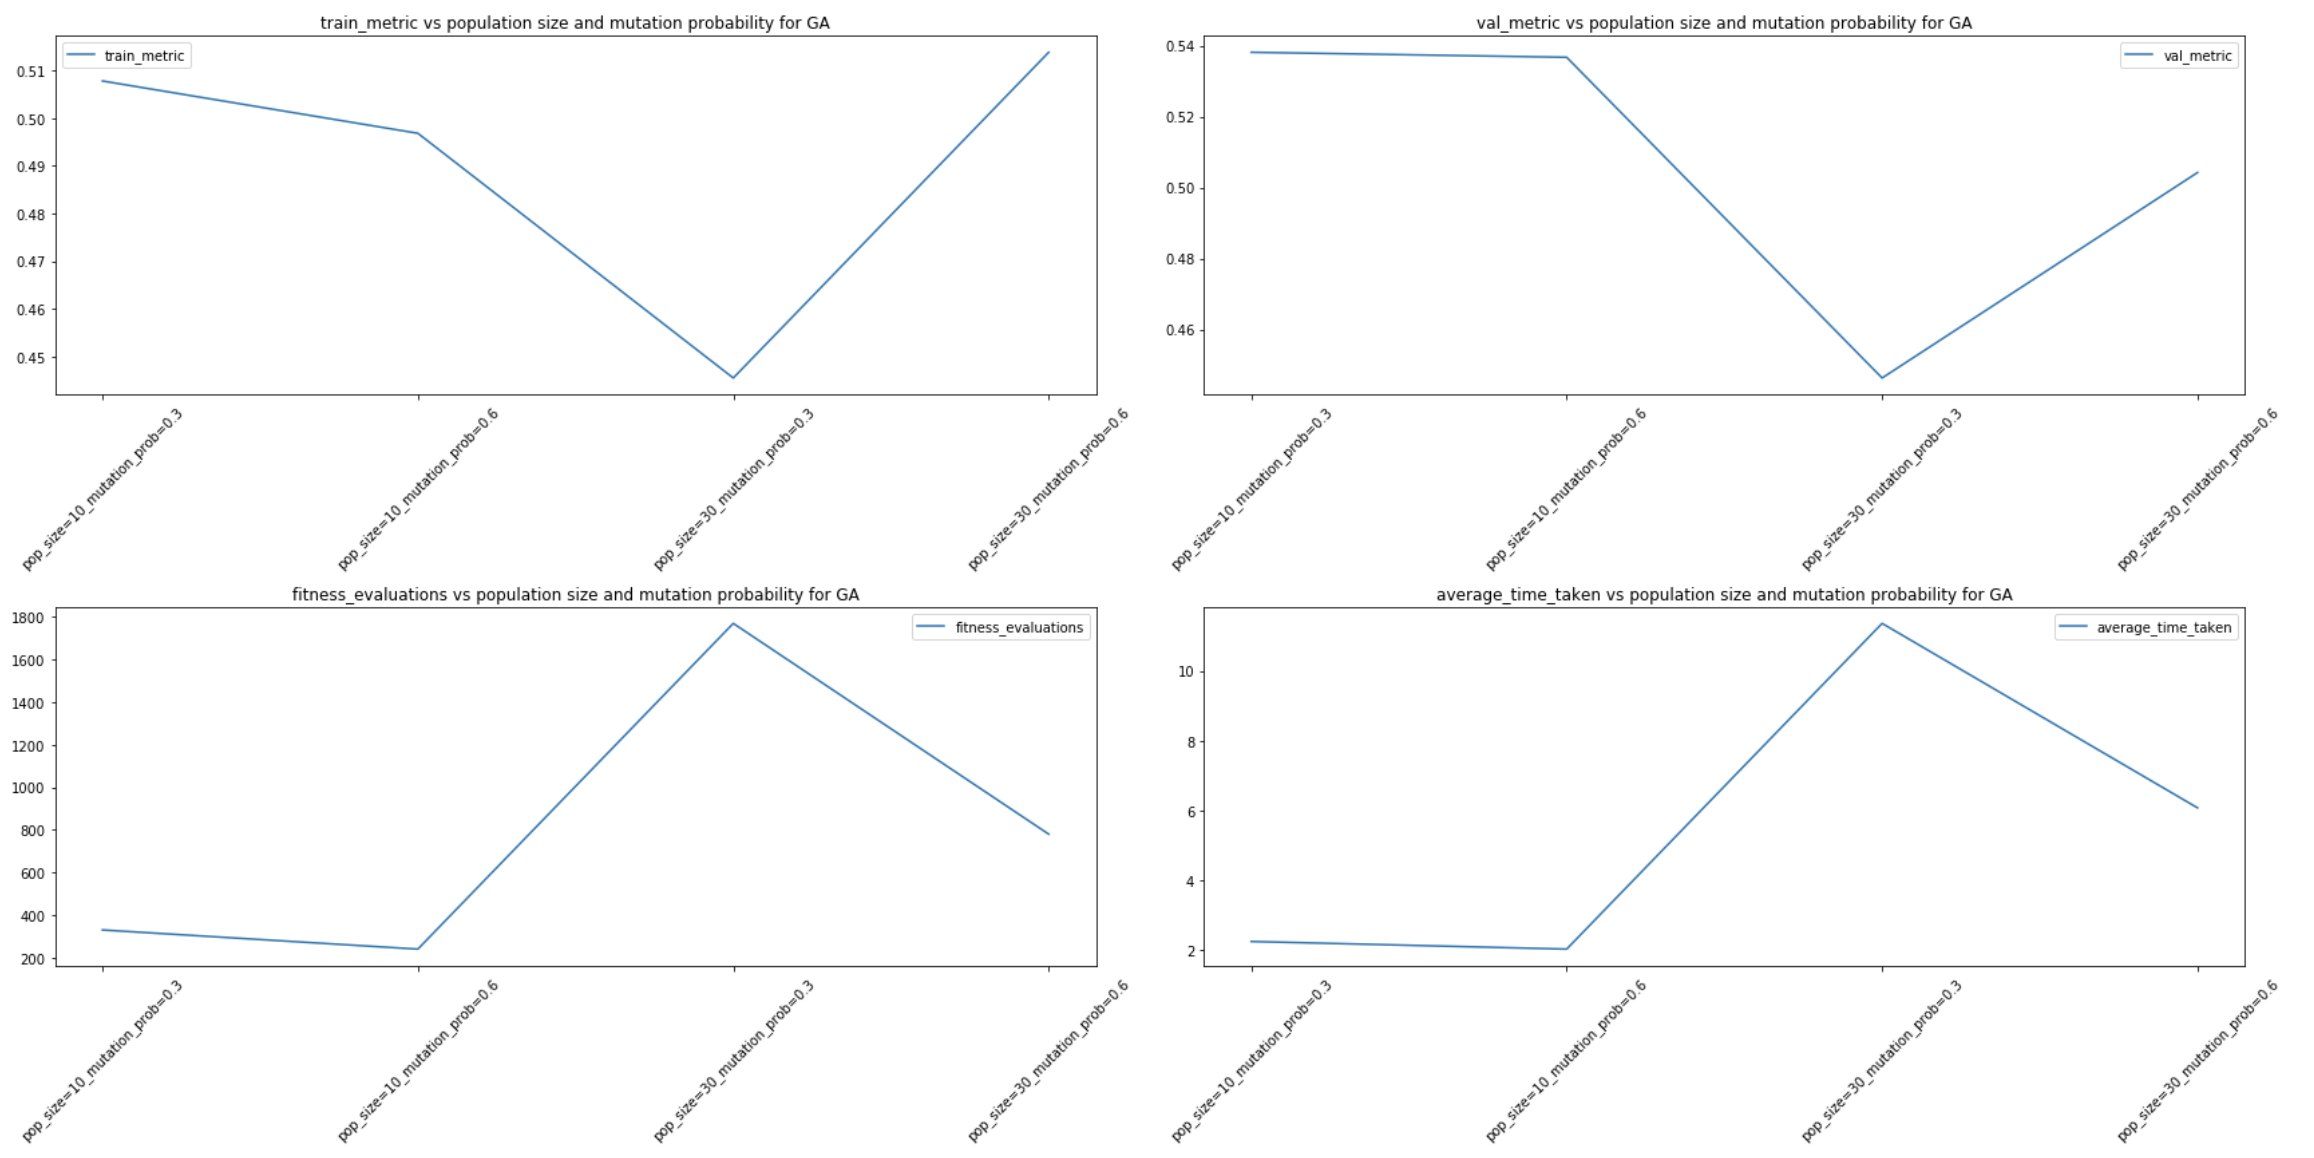 train_metric vs population size and mutation probability for GA
train_metric
0.51
0.50
0.49
0.48
0.47
0.46
0.45
pop_size=10_mutation_prob=0.3
pop_size=10_mutation_prob=0.6
pop_size=30_mutation_prob=0.3
pop_size=30_mutation_prob=0.6
val_metric vs population size and mutation probability for GA
val_metric
0.54
0.52
0.50
0.48
0.46
pop_size=10_mutation_prob=0.3
pop_size=10_mutation_prob=0.6
pop_size=30_mutation_prob=0.3
pop_size=30_mutation_prob=0.6
fitness_evaluations vs population size and mutation probability for GA
fitness_evaluations
1800
1600
1400
1200
1000
800
600
400
200
pop_size=10_mutation_prob=0.3
pop_size=10_mutation_prob=0.6
pop_size=30_mutation_prob=0.3
pop_size=30_mutation_prob=0.6
average_time_taken vs population size and mutation probability for GA
average_time_taken
10
8
6
4
2
pop_size=10_mutation_prob=0.3
pop_size=10_mutation_prob=0.6
pop_size=30_mutation_prob=0.3
pop_size=30_mutation_prob=0.6